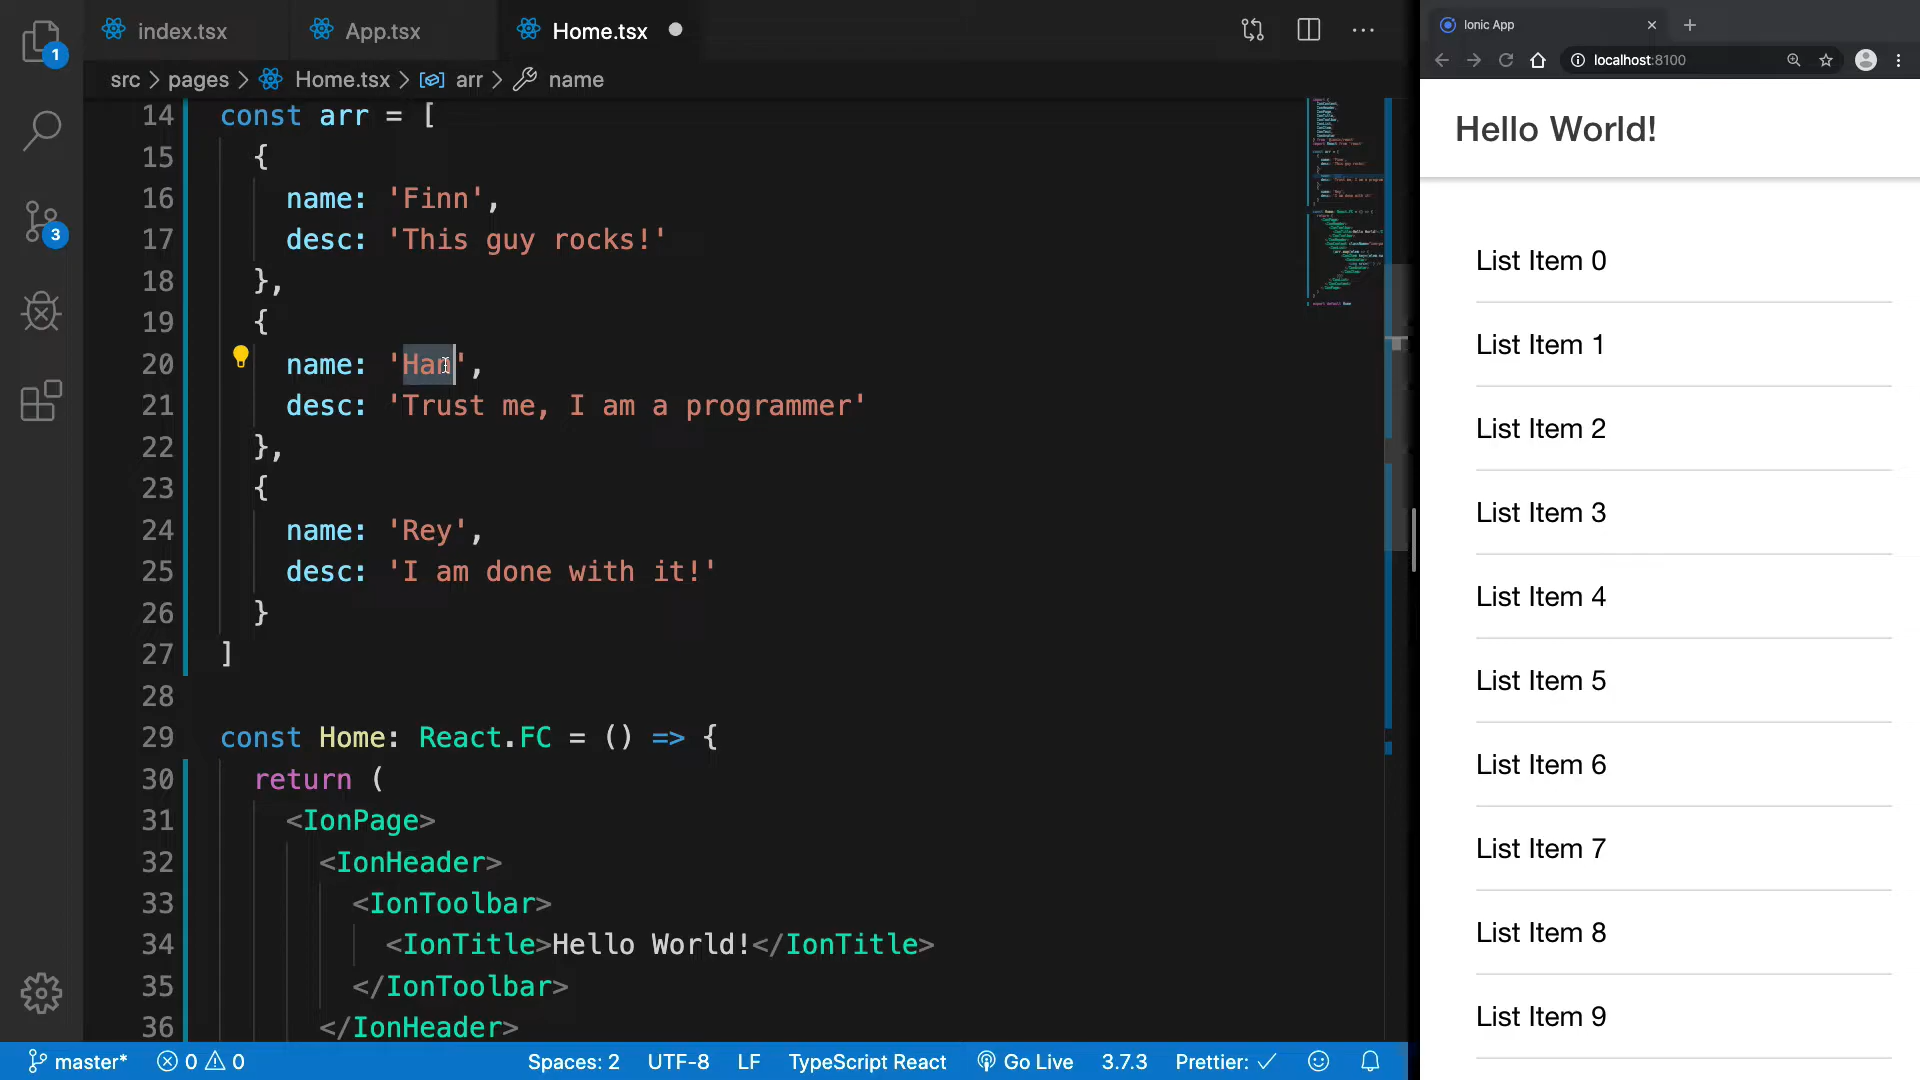 index.tsx
App.tsx
Home.tsx
src > pages > Home.tsx > arr > name
14 const arr = [
15 {
16 name: 'Finn',
17 desc: 'This guy rocks!'
18 },
19 {
20 name: 'Han',
21 desc: 'Trust me, I am a programmer'
22 },
23 {
24 name: 'Rey',
25 desc: 'I am done with it!'
26 }
27 ]
28
29 const Home: React.FC = () => {
30 return (
31 <IonPage>
32 <IonHeader>
33 <IonToolbar>
34 <IonTitle>Hello World!</IonTitle>
35 </IonToolbar>
36 </IonHeader>
1
3
master* 0 0 Spaces: 2 UTF-8 LF TypeScript React Go Live 3.7.3 Prettier: ✓
Ionic App
localhost:8100
Hello World!
List Item 0
List Item 1
List Item 2
List Item 3
List Item 4
List Item 5
List Item 6
List Item 7
List Item 8
List Item 9